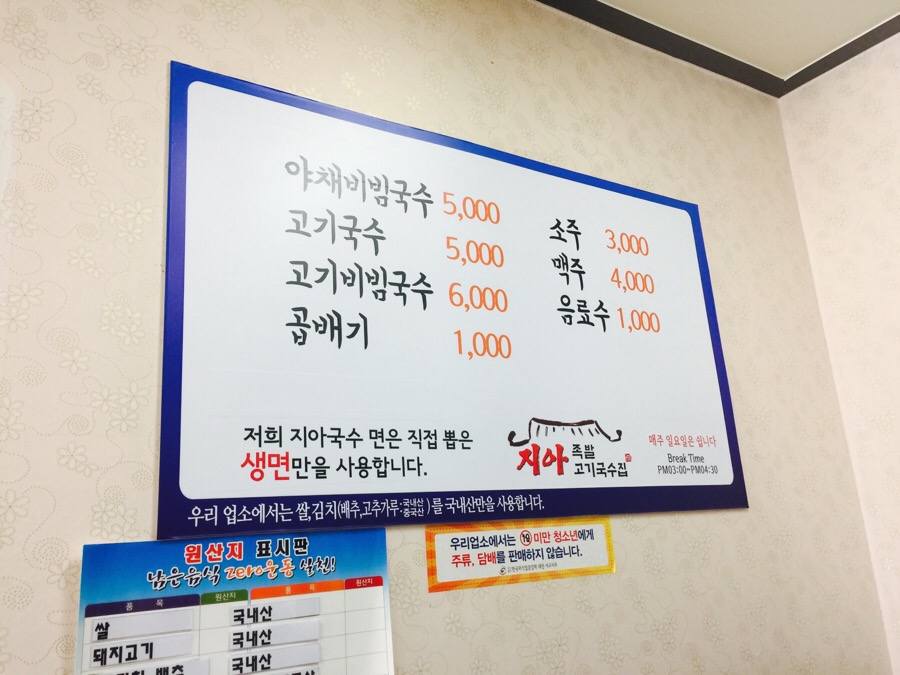 야채비빔국수 5,000
고기국수 5,000
고기비빔국수 6,000
곱배기 1,000
소주 3,000
맥주 4,000
음료수 1,000
저희 지아국수 면은 직접 뽑은
생면만을 사용합니다.
지아 족발
고기국수집
매주 일요일은 쉽니다
Break Time
PM03:00~PM04:30
우리 업소에서는 쌀,김치(배추,고추가루:국내산 중국산)를 국내산만을 사용합니다.
우리업소에서는 19 미만 청소년에게
주류, 담배를 판매하지 않습니다.
원산지 표시판
남은음식 zero운동 실천!
품 목 원산지 품 목 원산지
쌀 국내산
돼지고기 국내산
배추 국내산